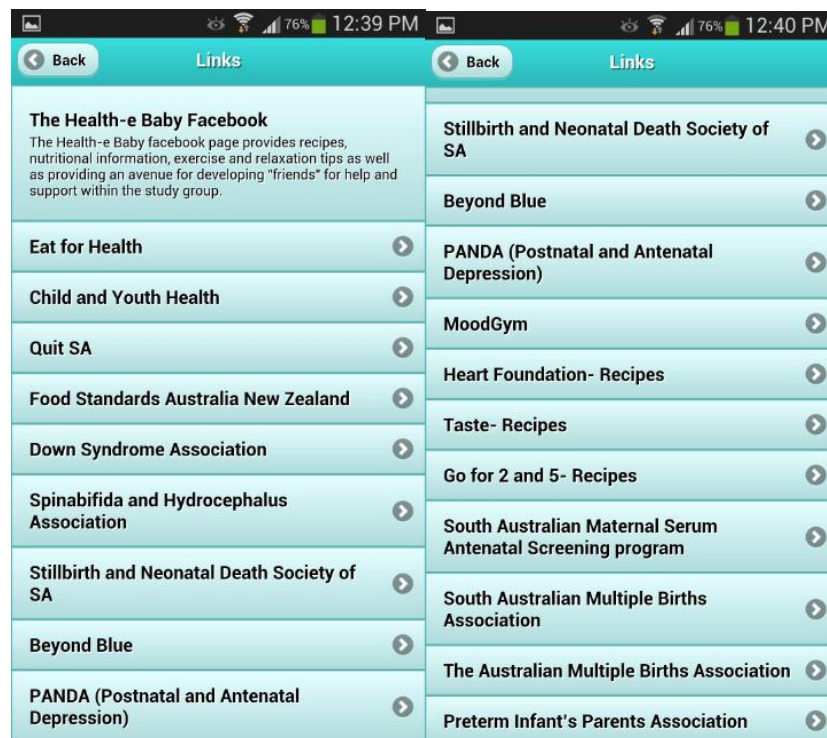 76% 12:39 PM
Back
Links
The Health-e Baby Facebook
The Health-e Baby facebook page provides recipes,
nutritional information, exercise and relaxation tips as well
as providing an avenue for developing "friends" for help and
support within the study group.
Eat for Health
Child and Youth Health
Quit SA
Food Standards Australia New Zealand
Down Syndrome Association
Spinabifida and Hydrocephalus
Association
Stillbirth and Neonatal Death Society of
SA
Beyond Blue
PANDA (Postnatal and Antenatal
Depression)
76% 12:40 PM
Back
Links
Stillbirth and Neonatal Death Society of
SA
Beyond Blue
PANDA (Postnatal and Antenatal
Depression)
MoodGym
Heart Foundation- Recipes
Taste- Recipes
Go for 2 and 5- Recipes
South Australian Maternal Serum
Antenatal Screening program
South Australian Multiple Births
Association
The Australian Multiple Births Association
Preterm Infant's Parents Association